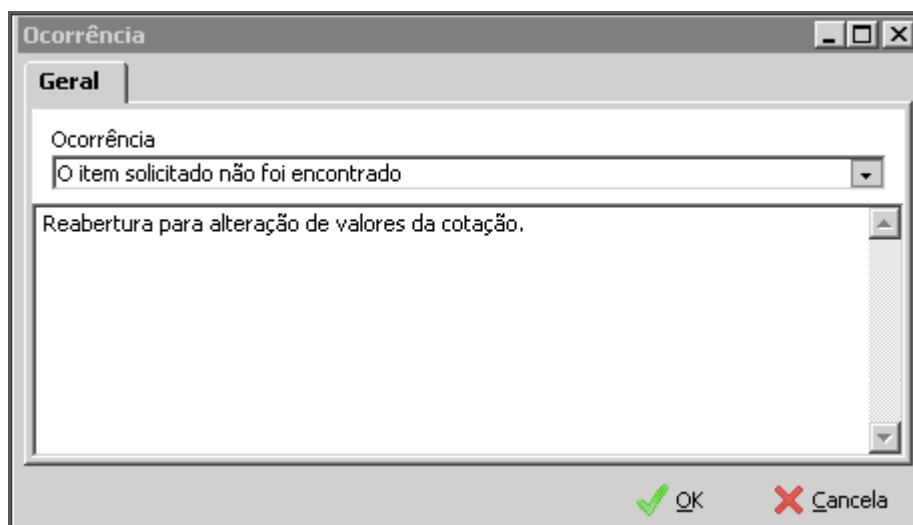 Ocorrência
Geral
Ocorrência
O item solicitado não foi encontrado
Reabertura para alteração de valores da cotação.
OK
Cancela